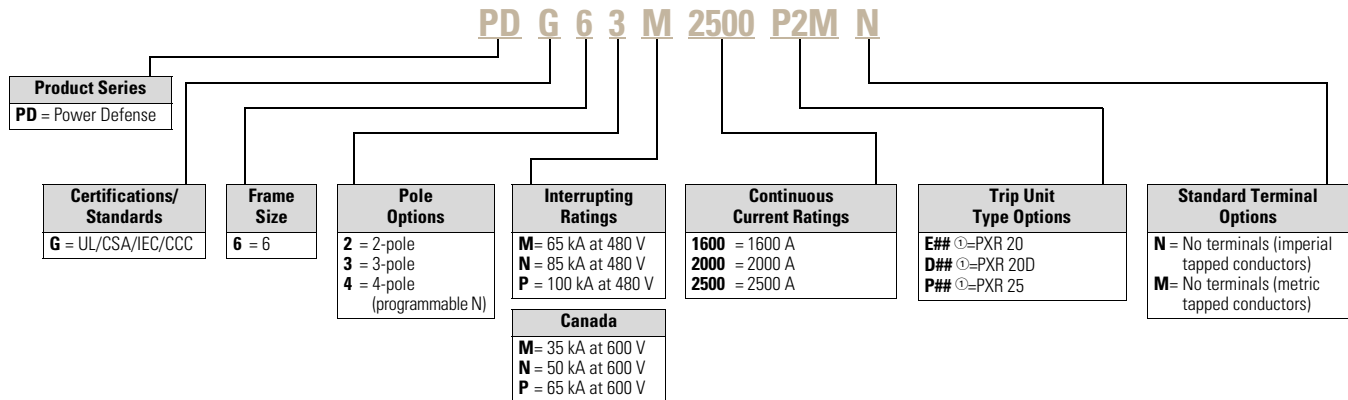 PD G 6 3 M 2500 P2M N
Product Series
PD = Power Defense
Certifications/
Standards
G = UL/CSA/IEC/CCC
Frame
Size
6 = 6
Pole
Options
2 = 2-pole
3 = 3-pole
4 = 4-pole
(programmable N)
Interrupting
Ratings
M= 65 kA at 480 V
N = 85 kA at 480 V
P = 100 kA at 480 V
Canada
M= 35 kA at 600 V
N = 50 kA at 600 V
P = 65 kA at 600 V
Continuous
Current Ratings
1600 = 1600 A
2000 = 2000 A
2500 = 2500 A
Trip Unit
Type Options
E## ①=PXR 20
D## ①=PXR 20D
P## ①=PXR 25
Standard Terminal
Options
N = No terminals (imperial
tapped conductors)
M= No terminals (metric
tapped conductors)